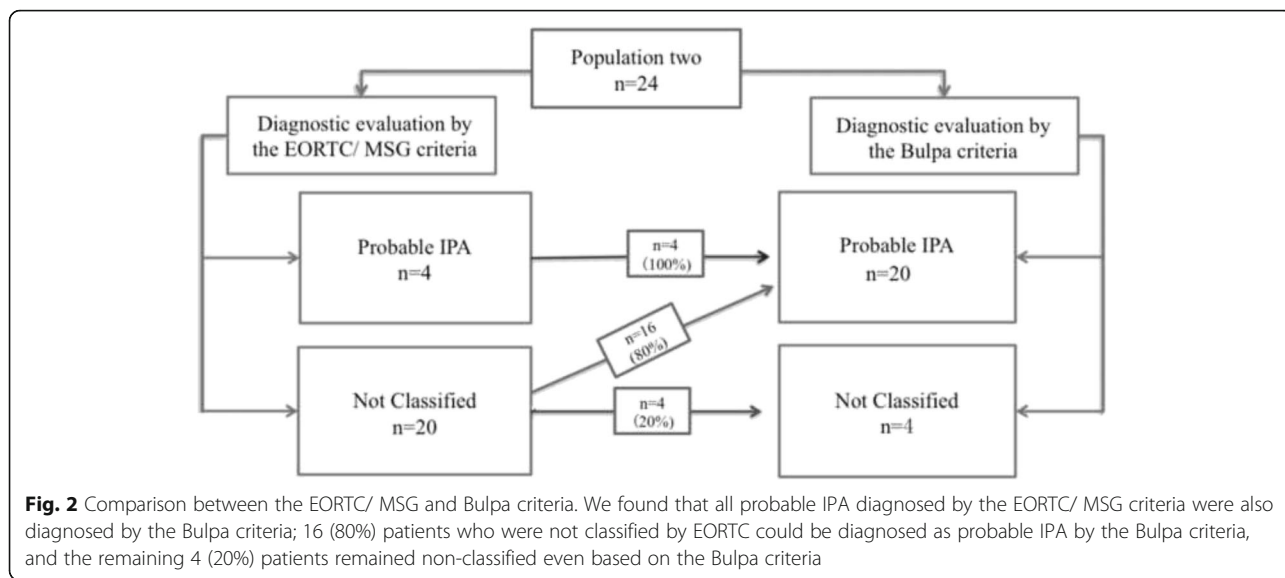 Population two
n=24
Diagnostic evaluation by
the EORTC/ MSG criteria
Diagnostic evaluation by
the Bulpa criteria
Probable IPA
n=4
n=4
(100%)
Probable IPA
n=20
n=16
(80%)
Not Classified
n=20
n=4
(20%)
Not Classified
n=4
Fig. 2 Comparison between the EORTC/ MSG and Bulpa criteria. We found that all probable IPA diagnosed by the EORTC/ MSG criteria were also
diagnosed by the Bulpa criteria; 16 (80%) patients who were not classified by EORTC could be diagnosed as probable IPA by the Bulpa criteria,
and the remaining 4 (20%) patients remained non-classified even based on the Bulpa criteria